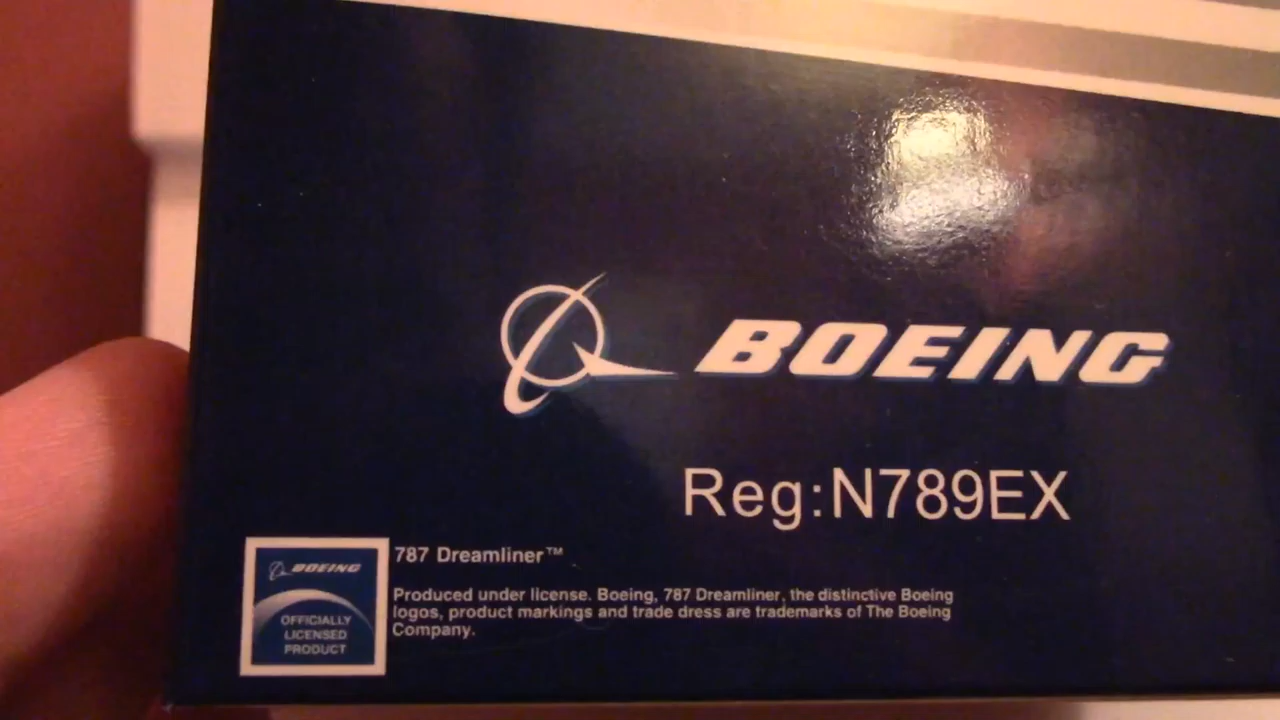 BOEING
Reg:N789EX
BOEING
OFFICIALLY
LICENSED
PRODUCT
787 Dreamliner™
Produced under license. Boeing, 787 Dreamliner, the distinctive Boeing
logos, product markings and trade dress are trademarks of The Boeing
Company.